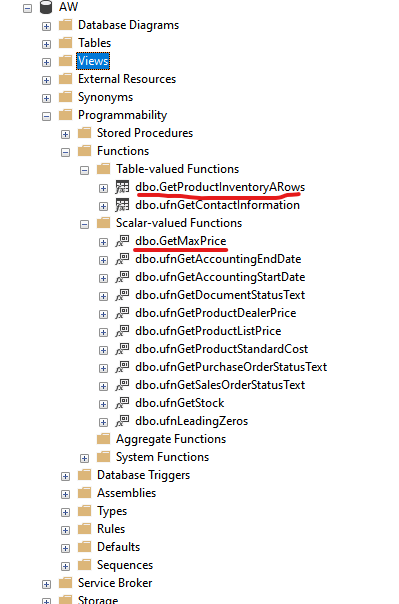 AW
Database Diagrams
Tables
Views
External Resources
Synonyms
Programmability
Stored Procedures
Functions
Table-valued Functions
dbo.GetProductInventoryARows
dbo.ufnGetContactInformation
Scalar-valued Functions
dbo.GetMaxPrice
dbo.ufnGetAccountingEndDate
dbo.ufnGetAccountingStartDate
dbo.ufnGetDocumentStatusText
dbo.ufnGetProductDealerPrice
dbo.ufnGetProductListPrice
dbo.ufnGetProductStandardCost
dbo.ufnGetPurchaseOrderStatusText
dbo.ufnGetSalesOrderStatusText
dbo.ufnGetStock
dbo.ufnLeadingZeros
Aggregate Functions
System Functions
Database Triggers
Assemblies
Types
Rules
Defaults
Sequences
Service Broker
Storage